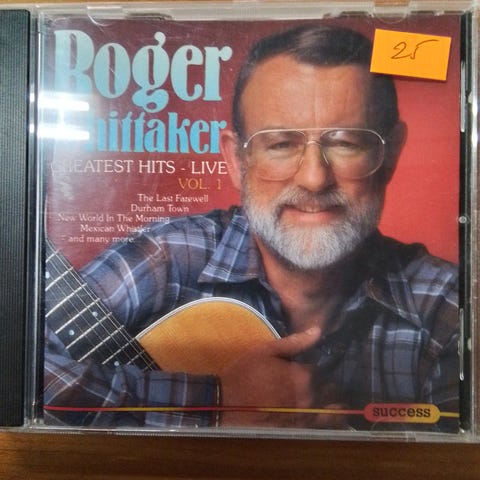 Roger
Whittaker
GREATEST HITS - LIVE
VOL. 1
The Last Farewell
Durham Town
New World In The Morning
Mexican Whistler
and many more.
25
success